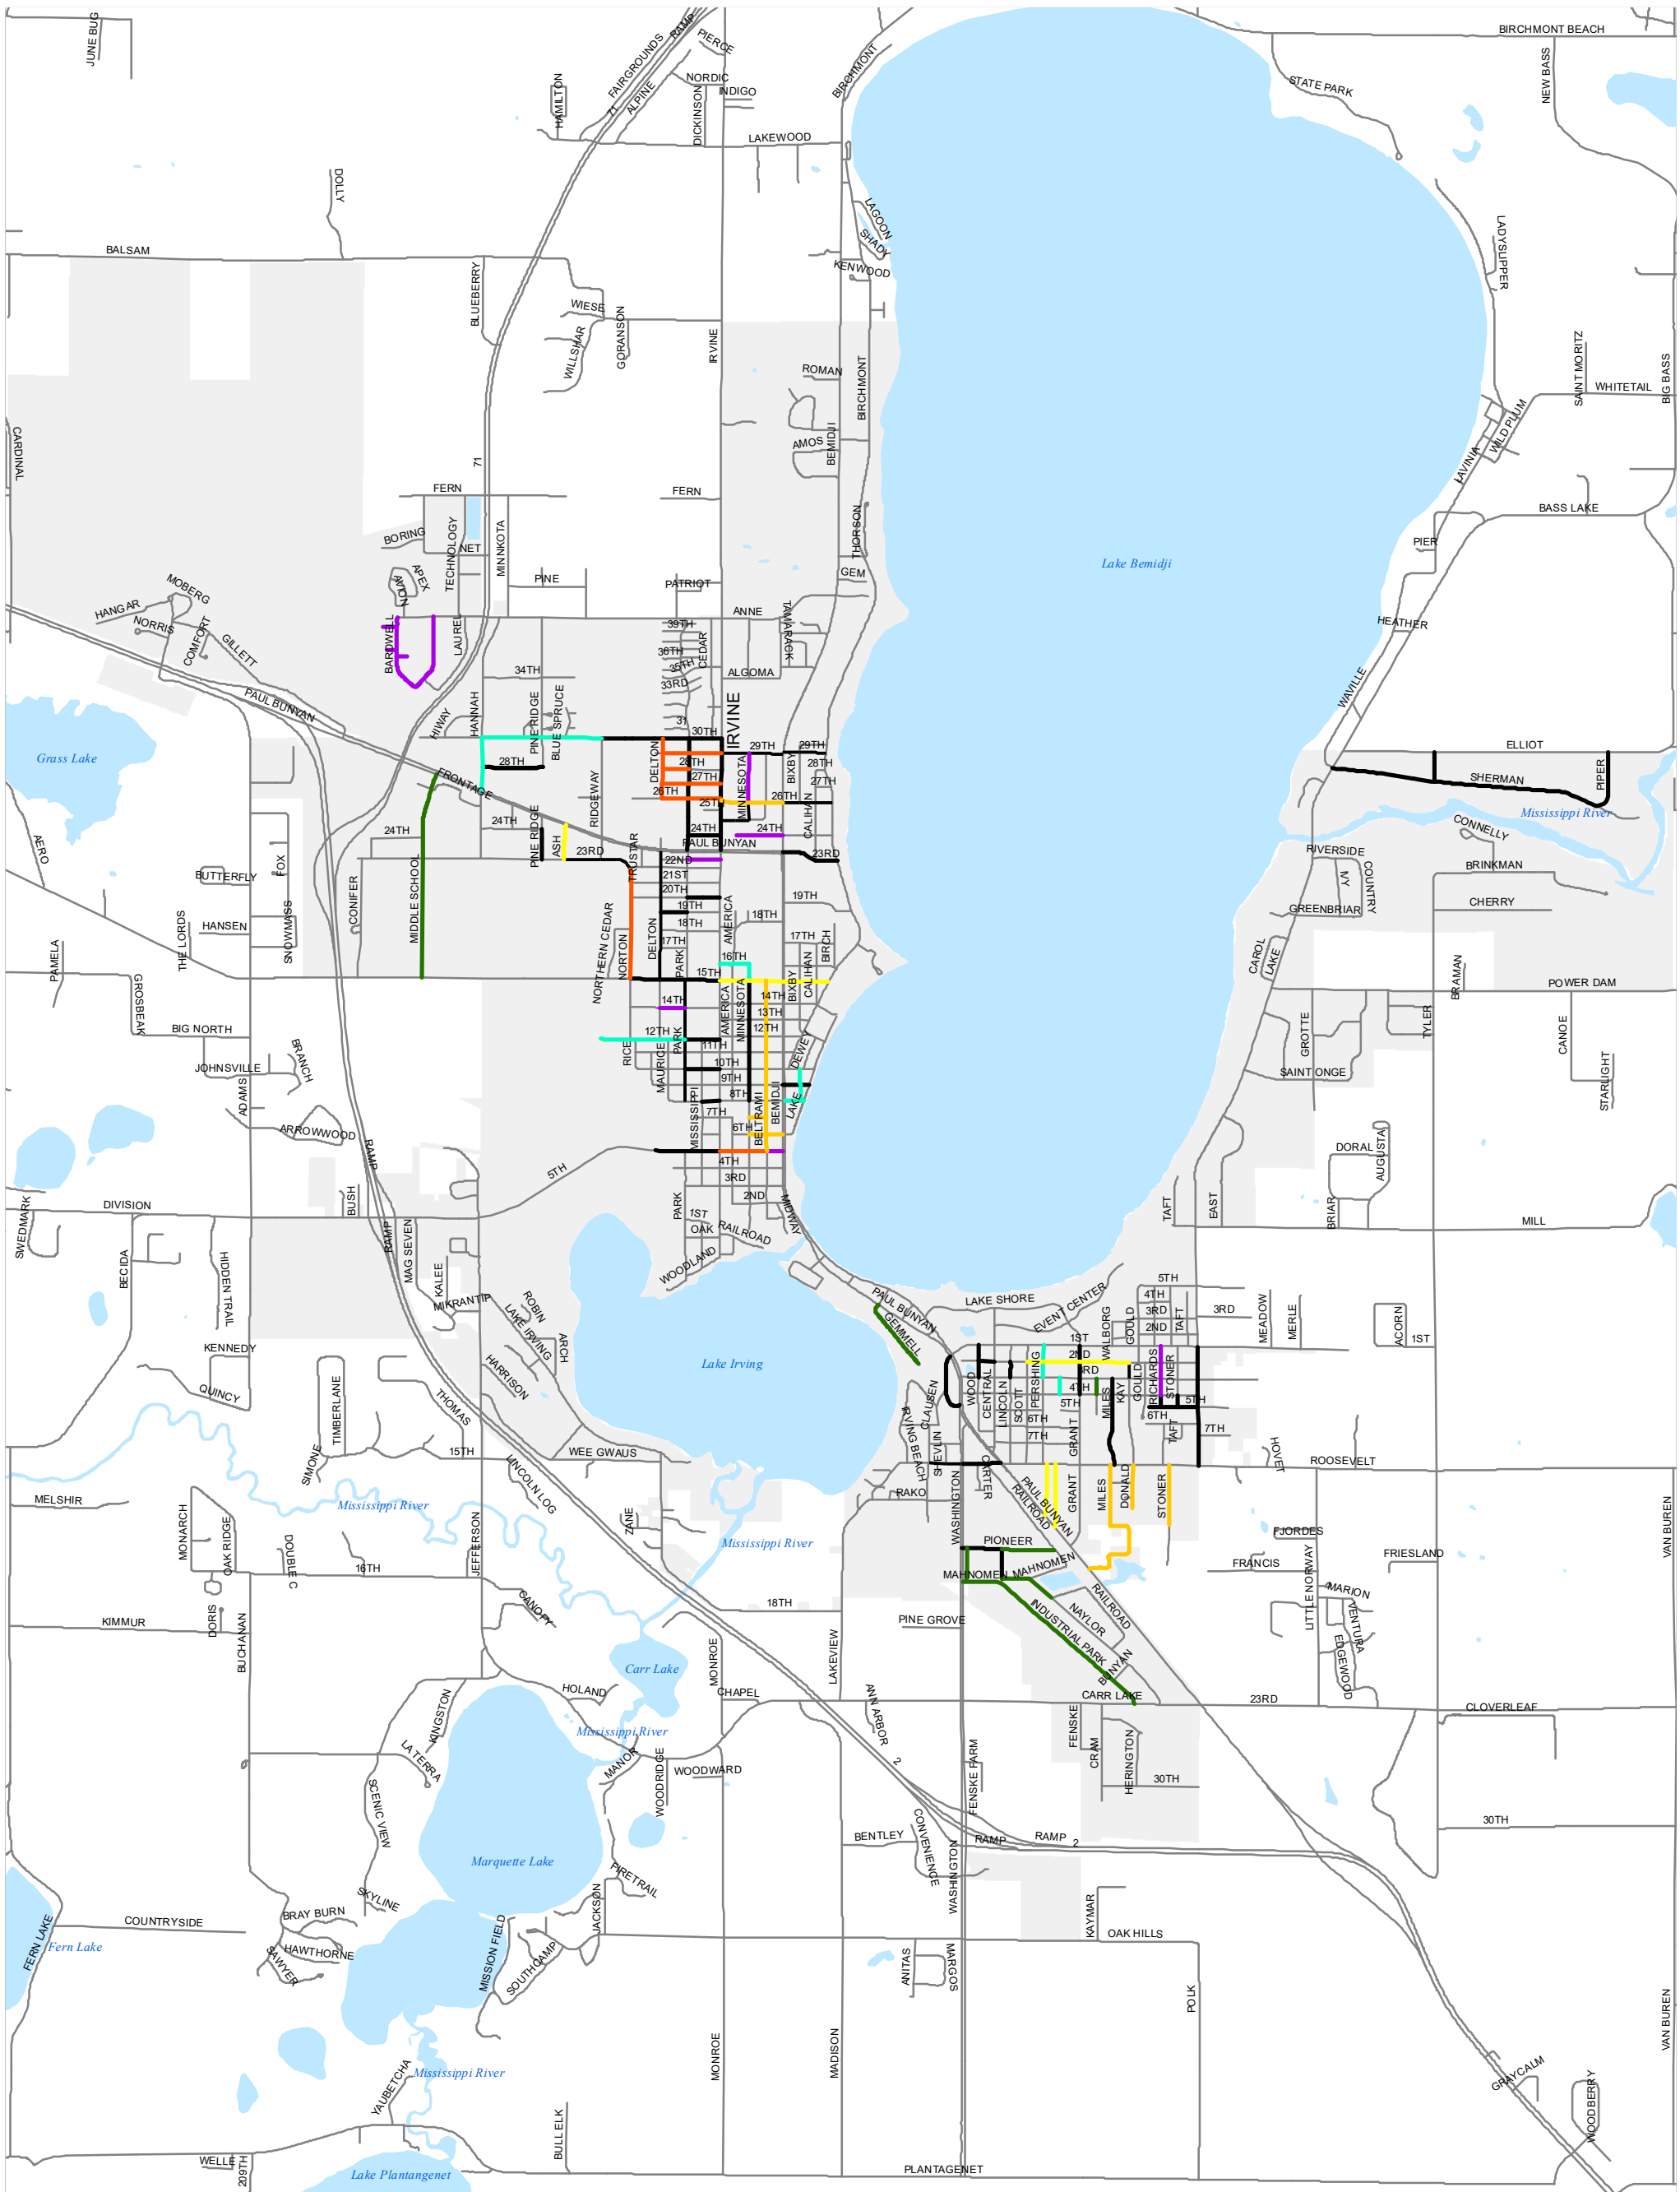 JUNE BUG
FAIRGROUNDS
RAMP
PIERCE
BIRCHMONT
BIRCHMONT BEACH
NEW BASS
STATE PARK
HAMILTON
71
ALPINE
NORDIC
INDIGO
DICKINSON
LAKEWOOD
DOLLY
LAGOON
SHADY
KENWOOD
LADYSLIPPER
BALSAM
BLUEBERRY
WIESE
WILLSHAR
GORANSON
IRVINE
ROMAN
BIRCHMONT
AMOS
BEMIDJI
SAINT MORITZ
WHITETAIL
BIG BASS
WILD PLUM
LAVINIA
CARDINAL
71
FERN
FERN
BORING
TECHNOLOGY
NET
MINNKOTA
THORSON
BASS LAKE
PIER
Lake Bemidji
APEX
AVION
PINE
PATRIOT
GEM
HANGAR
MOBERG
NORRIS
COMFORT
GILLETT
BARDWELL
LAUREL
ANNE
TAMARACK
39TH
CEDAR
36TH
35TH
33RD
ALGOMA
HEATHER
34TH
PAUL BUNYAN
HIWAY
HANNAH
PINE RIDGE
BLUE SPRUCE
31
IRVINE
30TH
WAVILLE
Grass Lake
29TH
29TH
ELLIOT
28TH
DELTON
28TH
27TH
26TH
25TH
MINNESOTA
BIXBY
28TH
27TH
26TH
CALIHAN
SHERMAN
PIPER
Mississippi River
FRONTAGE
RIDGEWAY
24TH
24TH
PINE RIDGE
ASH
23RD
TRUSTAR
24TH
24TH
PAUL BUNYAN
23RD
CONNELLY
AERO
BUTTERFLY
FOX
CONIFER
MIDDLE SCHOOL
22ND
21ST
20TH
19TH
18TH
17TH
AMERICA
19TH
18TH
17TH
RIVERSIDE
IVY
COUNTRY
BRINKMAN
GREENBRIAR
CHERRY
THE LORDS
HANSEN
SNOWMASS
NORTHERN CEDAR
NORTON
DELTON
PARK
16TH
15TH
BIXBY
CALIHAN
BIRCH
CAROL
LAKE
PAMELA
GROSBEAK
BRAMAN
POWER DAM
14TH
AMERICA
MINNESOTA
14TH
13TH
12TH
BIG NORTH
12TH
RICE
MAURICE
PARK
11TH
10TH
9TH
8TH
DEWEY
GROTTE
TYLER
CANOE
STARLIGHT
JOHNSVILLE
BRANCH
ADAMS
SAINT ONGE
MISSISSIPPI
7TH
6TH
BELTRAMI
BEMIDJI
LAKE
ARROWWOOD
RAMP
5TH
4TH
3RD
2ND
DORAL
AUGUSTA
BRIAR
SWEDMARK
DIVISION
BUSH
PARK
1ST
OAK
RAILROAD
WOODLAND
MIDWAY
TAFT
EAST
MILL
BECIDA
HIDDEN TRAIL
RAMP
MAG SEVEN
KALEE
MIKRANTIP
LAKE IRVING
ROBIN
ARCH
HARRISON
PAUL BUNYAN
GEMMELL
LAKE SHORE
EVENT CENTER
WALBORG
GOULD
5TH
4TH
3RD
2ND
TAFT
3RD
MEADOW
MERLE
ACORN
1ST
KENNEDY
QUINCY
Lake Irving
1ST
2ND
3RD
4TH
5TH
6TH
7TH
WOOD
CENTRAL
LINCOLN
SCOTT
PERSHING
GRANT
MILES
KAY
GOULD
RICHARDS
STONER
5TH
6TH
TAFT
7TH
TIMBERLANE
THOMAS
CLAUSEN
IRVING BEACH
SHEVLIN
HOVET
SIMONE
15TH
WEE GWAUS
LINCOLN LOG
CARTER
ROOSEVELT
MELSHIR
Mississippi River
RAKO
WASHINGTON
PAUL BUNYAN
RAILROAD
GRANT
MILES
DONALD
STONER
VAN BUREN
MONARCH
OAK RIDGE
DOUBLE C
16TH
JEFFERSON
ZANE
Mississippi River
PIONEER
MAHNOMEN
MAHNOMEN
FJORDES
FRANCIS
LITTLE NORWAY
FRIESLAND
MARION
VENTURA
EDGEWOOD
KIMMUR
DORIS
BUCHANAN
CANOPY
18TH
PINE GROVE
INDUSTRIAL PARK
NAYLOR
RAILROAD
BUNYAN
Carr Lake
MONROE
LAKEVIEW
KINGSTON
HOLAND
CHAPEL
ANN ARBOR
CARR LAKE
23RD
CLOVERLEAF
Mississippi River
LA TERRA
MANOR
WOODRIDGE
WOODWARD
2
FENSKE
CRAM
HERINGTON
30TH
FENSKE FARM
SCENIC VIEW
30TH
BENTLEY
CONVENIENCE
RAMP
RAMP
2
Marquette Lake
WASHINGTON
PIRETRAIL
JACKSON
SKYLINE
BRAY BURN
COUNTRYSIDE
FERN LAKE
Fern Lake
SAWYER
HAWTHORNE
MISSION FIELD
SOUTH CAMP
KAYMAR
OAK HILLS
ANITAS
MARGOS
POLK
VAN BUREN
MONROE
MADISON
Mississippi River
YAUBETCHA
GRAYCALM
WOODBERRY
BULL ELK
WELLE
209TH
Lake Plantangenet
PLANTAGENET